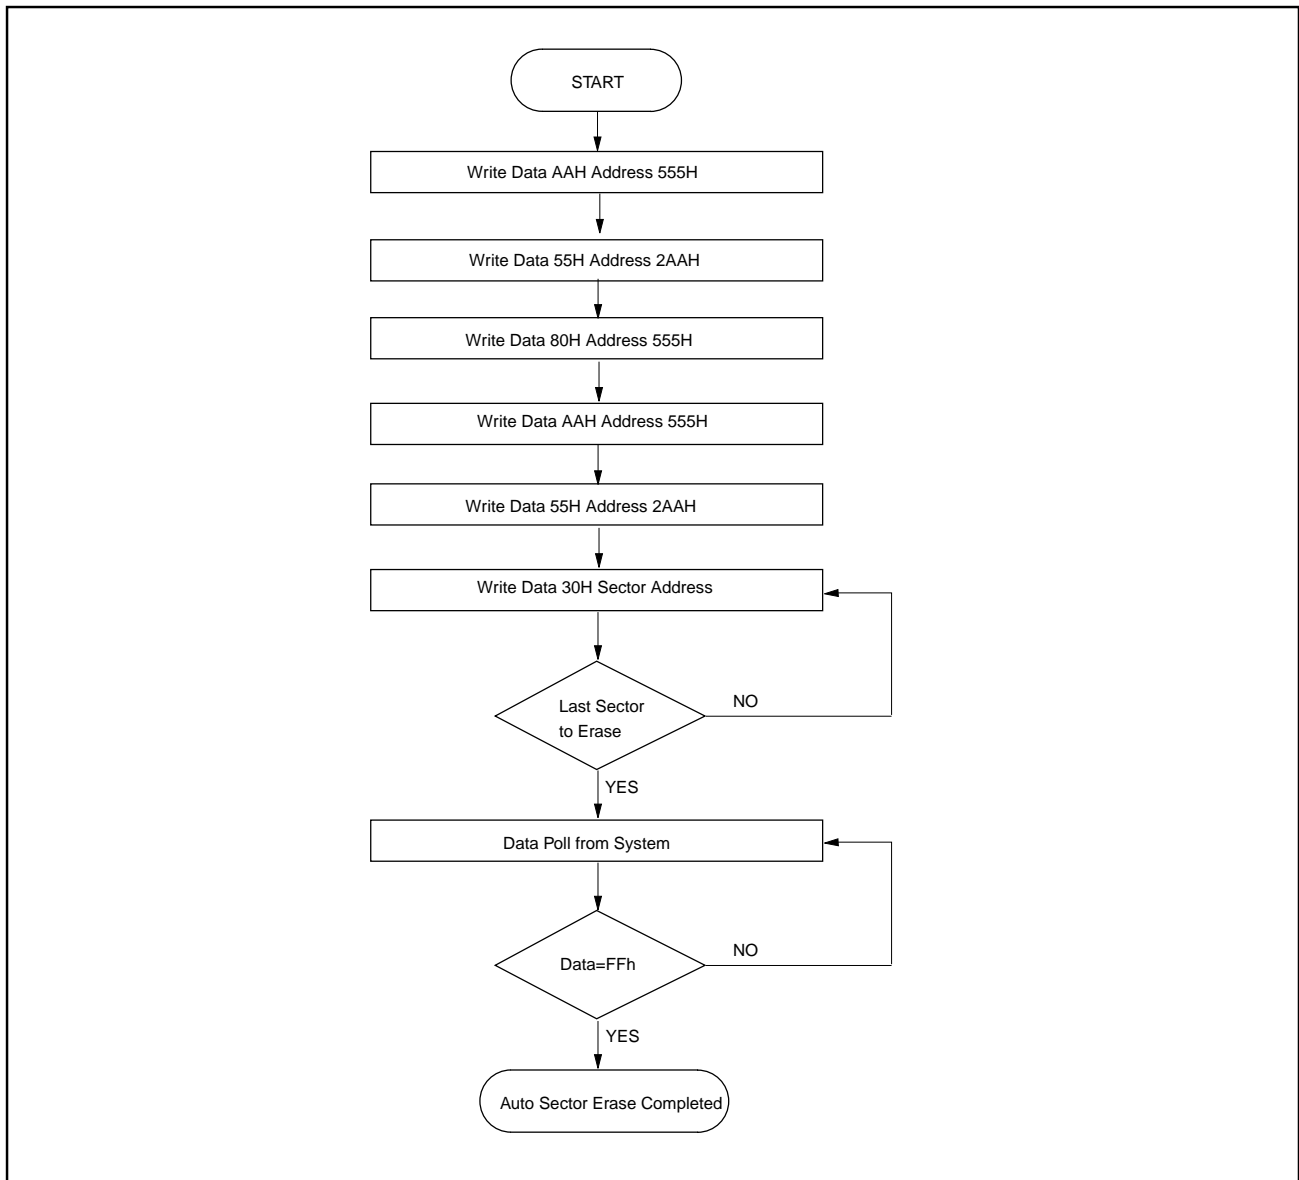 START
Write Data AAH Address 555H
Write Data 55H Address 2AAH
Write Data 80H Address 555H
Write Data AAH Address 555H
Write Data 55H Address 2AAH
Write Data 30H Sector Address
Last Sector
to Erase
NO
YES
Data Poll from System
Data=FFh
NO
YES
Auto Sector Erase Completed